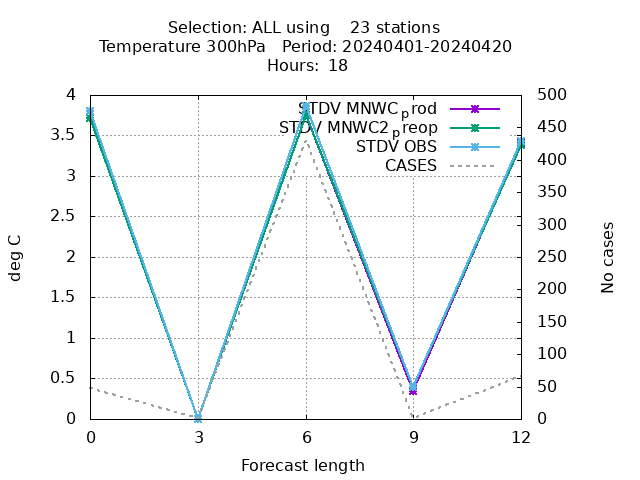 Selection: ALL using    23 stations
Temperature 300hPa   Period: 20240401-20240420
Hours:  18
STDV MNWCprod
STDV MNWC2preop
STDV OBS
CASES
4
3.5
3
2.5
2
1.5
1
0.5
0
500
450
400
350
300
250
200
150
100
50
0
deg C
No cases
0 3 6 9 12
Forecast length